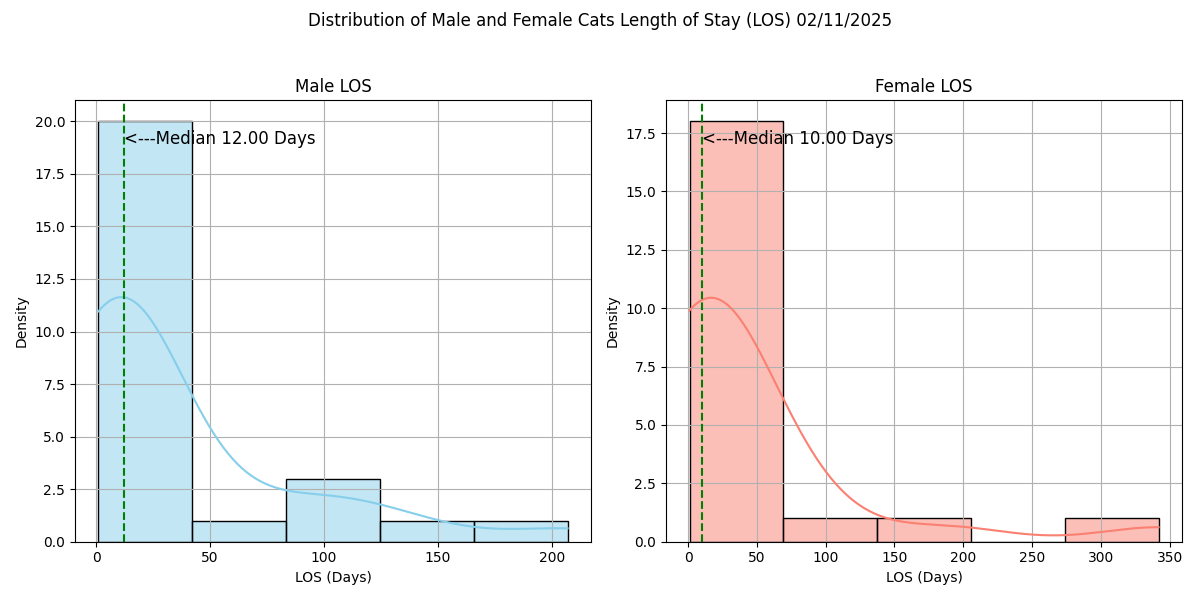 Distribution of Male and Female Cats Length of Stay (LOS) 02/11/2025
Male LOS
20.0
17.5
15.0
12.5
10.0
7.5
5.0
2.5
0.0
Density
<---Median 12.00 Days
0 50 100 150 200
LOS (Days)
Female LOS
17.5
15.0
12.5
10.0
7.5
5.0
2.5
0.0
Density
<---Median 10.00 Days
0 50 100 150 200 250 300 350
LOS (Days)